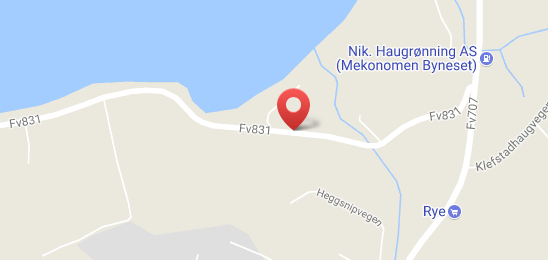 Nik. Haugrønning AS
(Mekonomen Byneset)
Fv831
Fv831
Fv831
Fv707
Klefstadhaugvegen
Heggsnipvegen
Rye